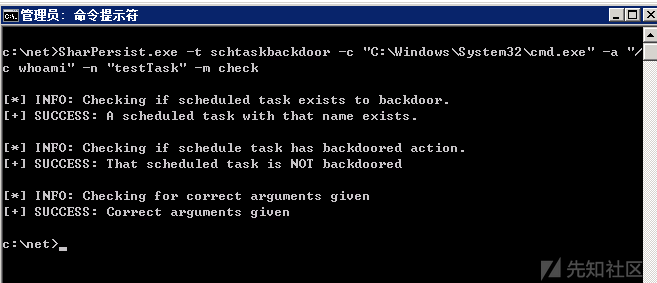 管理员: 命令提示符
c:\net>SharPersist.exe -t schtaskbackdoor -c "C:\Windows\System32\cmd.exe" -a "/
c whoami" -n "testTask" -m check
[*] INFO: Checking if scheduled task exists to backdoor.
[+] SUCCESS: A scheduled task with that name exists.
[*] INFO: Checking if schedule task has backdoored action.
[+] SUCCESS: That scheduled task is NOT backdoored
[*] INFO: Checking for correct arguments given
[+] SUCCESS: Correct arguments given
c:\net>_
先知社区